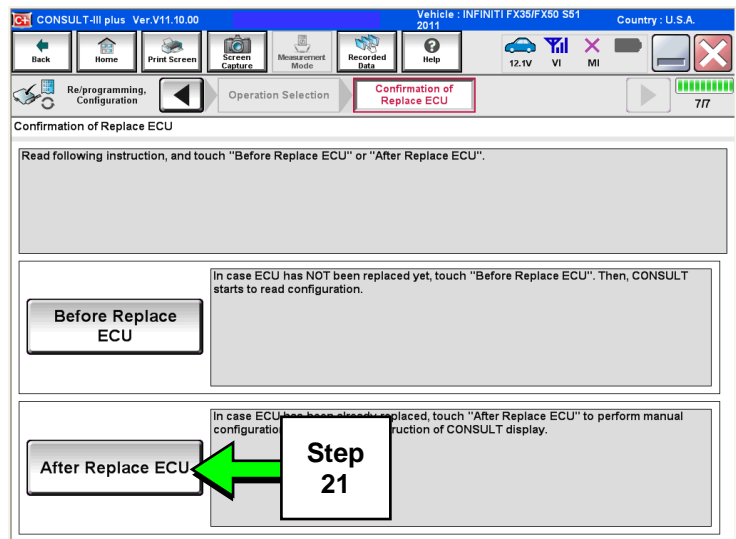 C+ CONSULT-III plus Ver.V11.10.00
Vehicle : INFINITI FX35/FX50 S51
2011
Country : U.S.A.
Back
Home
Print Screen
Screen
Capture
Measurement
Mode
Recorded
Data
Help
12.1V
VI
MI
Re/programming,
Configuration
Operation Selection
Confirmation of
Replace ECU
7/7
Confirmation of Replace ECU
Read following instruction, and touch "Before Replace ECU" or "After Replace ECU".
Before Replace
ECU
In case ECU has NOT been replaced yet, touch "Before Replace ECU". Then, CONSULT
starts to read configuration.
After Replace ECU
In case ECU has been already replaced, touch "After Replace ECU" to perform manual
configuratio ruction of CONSULT display.
Step
21